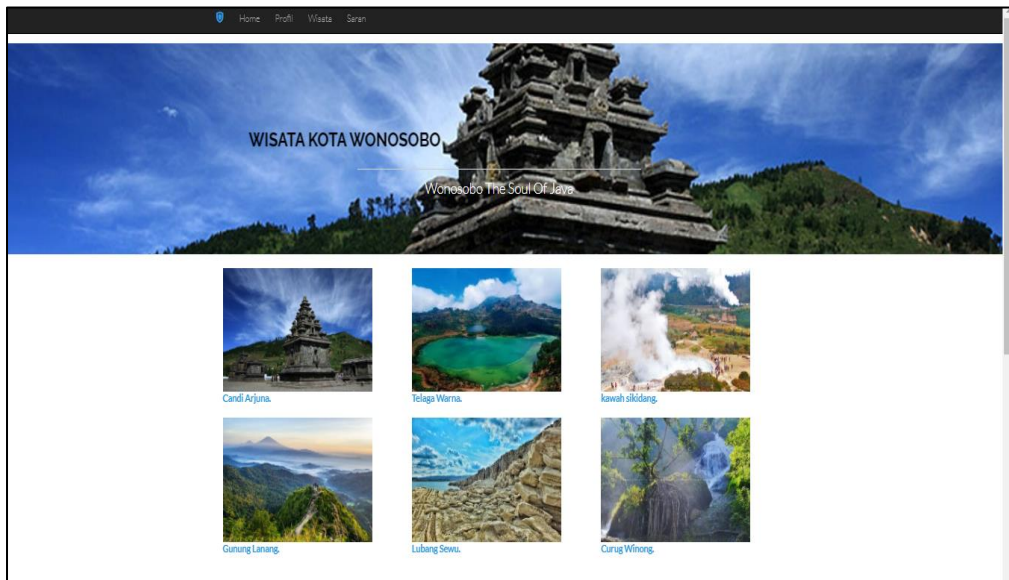 Home Profil Wisata Saran
WISATA KOTA WONOSOBO
Wonosobo The Soul Of Java
Candi Arjuna. Telaga Warna. kawah sikidang.
Gunung Lanang. Lubang Sewu. Curug Winong.